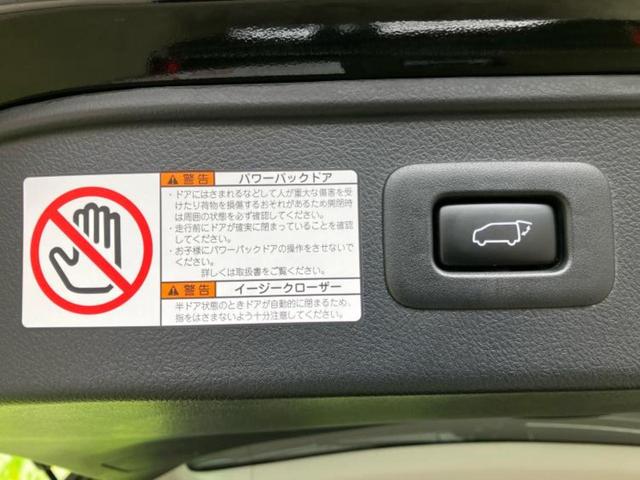 警告 パワーバックドア
・ドアにはさまれるなどして人が重大な傷害を受
けたり荷物を損傷するおそれがあるため開閉時
は周囲の状態を必ず確認してください。
・走行前にドアが確実に閉まっていることを確認
してください。
・お子様にパワーバックドアの操作をさせないで
ください。
詳しくは取扱書をご覧ください。
警告 イージークローザー
半ドア状態のときドアが自動的に閉まるため、
指をはさまないよう十分注意してください。